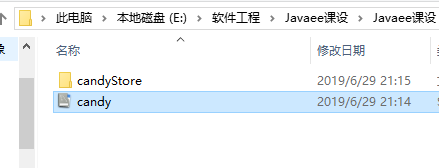 此电脑 > 本地磁盘 (E:) > 软件工程 > Javaee课设 > Javaee课设
名称 修改日期
candyStore 2019/6/29 21:15
candy 2019/6/29 21:14